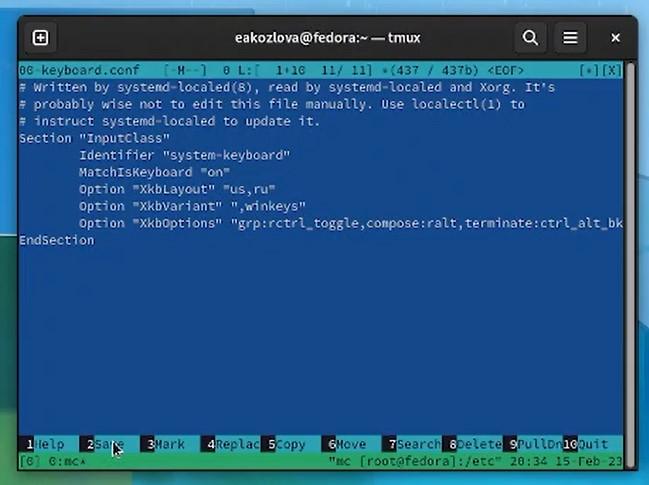 eakozlova@fedora:~ — tmux
00-keyboard.conf [-M--] 0 L:[ 1+10 11/ 11] *(437 / 437b) <EOF> [*][X]
# Written by systemd-localed(8), read by systemd-localed and Xorg. It's
# probably wise not to edit this file manually. Use localectl(1) to
# instruct systemd-localed to update it.
Section "InputClass"
Identifier "system-keyboard"
MatchIsKeyboard "on"
Option "XkbLayout" "us,ru"
Option "XkbVariant" ",winkeys"
Option "XkbOptions" "grp:rctrl_toggle,compose:ralt,terminate:ctrl_alt_bk
EndSection
1Help 2Save 3Mark 4Replac 5Copy 6Move 7Search 8Delete 9PullDn 10Quit
[0] 0:mc* "mc [root@fedora]:/etc" 20:34 15-Feb-23